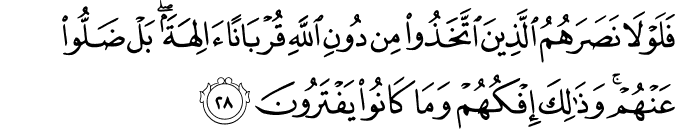 فَلَوْلَا نَصَرَهُمُ ٱلَّذِينَ ٱتَّخَذُوا۟ مِن دُونِ ٱللَّهِ قُرْبَانًا ءَالِهَةَۢ ۖ بَلْ ضَلُّوا۟
عَنْهُمْ ۚ وَذَٰلِكَ إِفْكُهُمْ وَمَا كَانُوا۟ يَفْتَرُونَ ٢٨